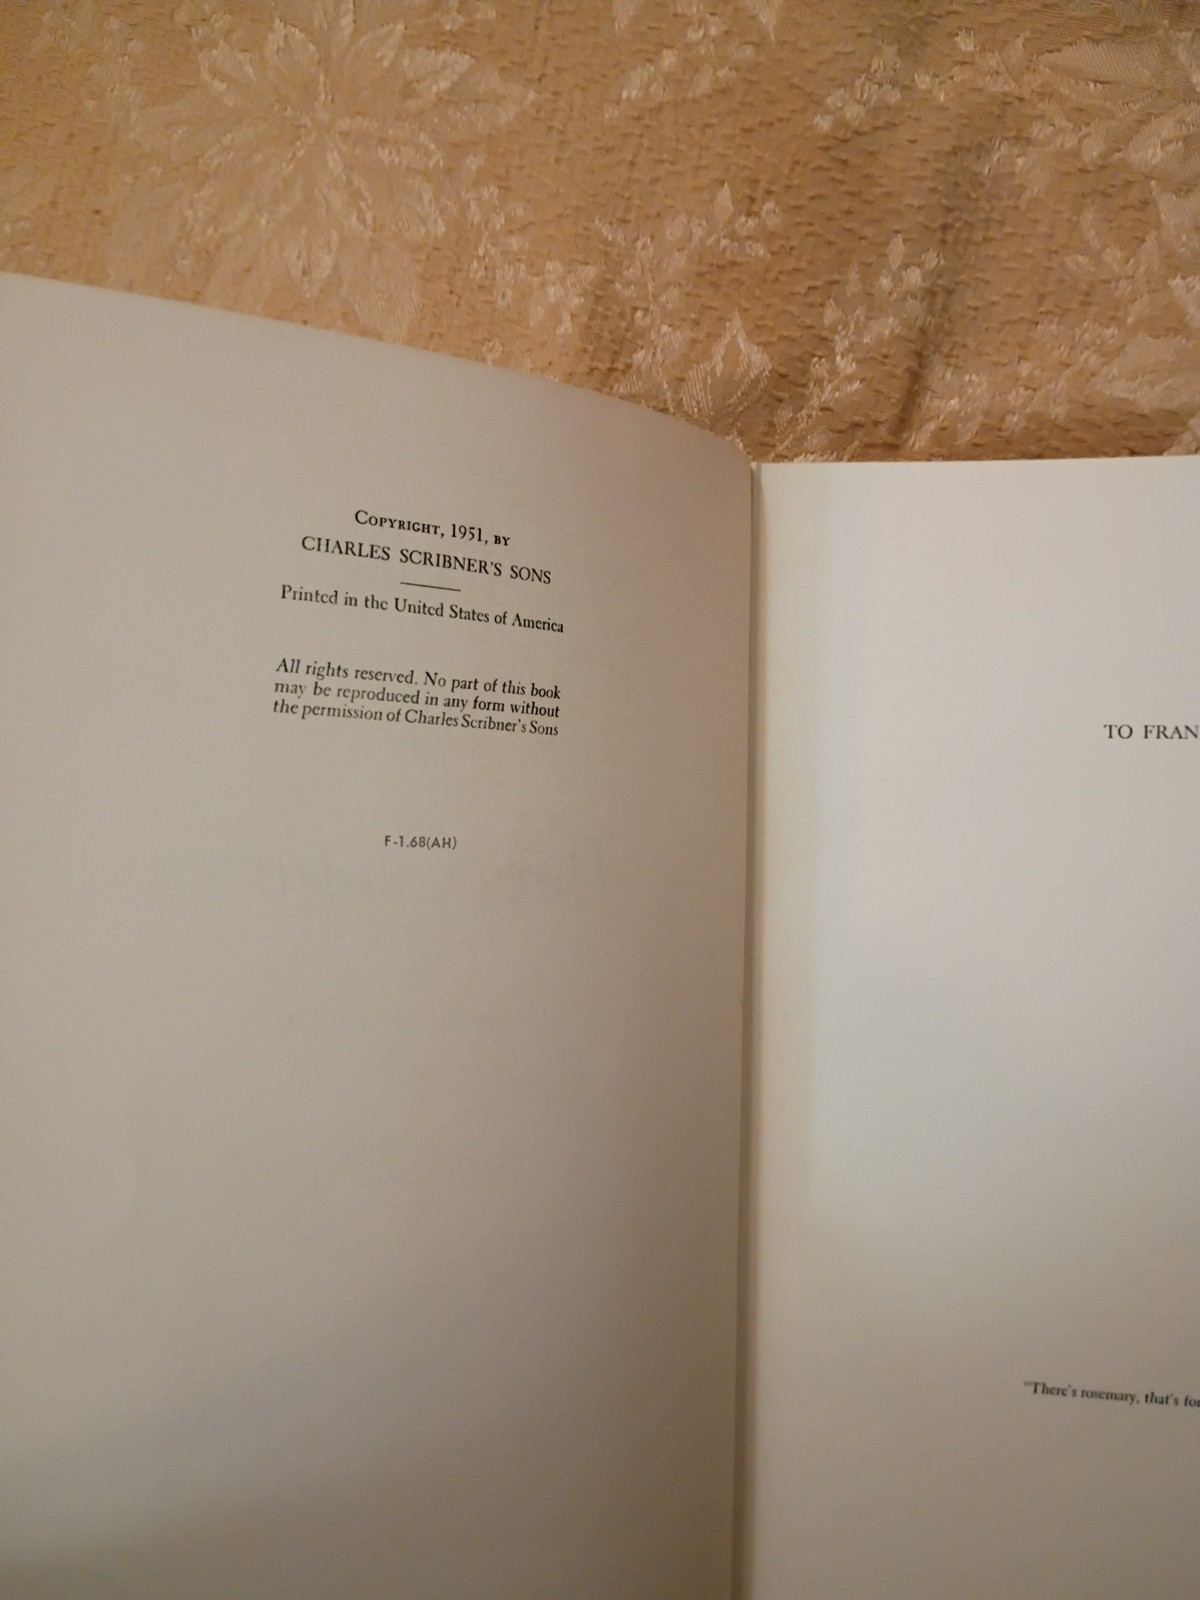 COPYRIGHT, 1951, BY
CHARLES SCRIBNER'S SONS
Printed in the United States of America
All rights reserved. No part of this book
may be reproduced in any form without
the permission of Charles Scribner's Sons
F-1.68(AH)
TO FRAN
"There's rosemary, that's for